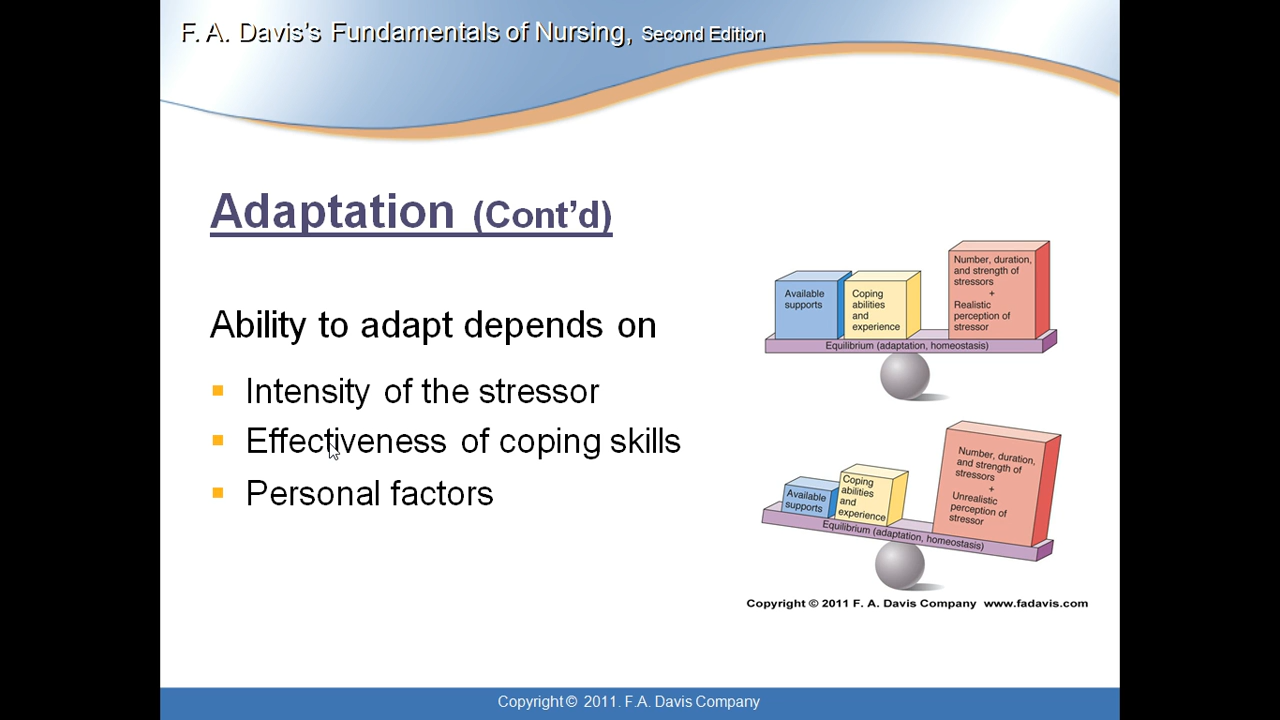 F. A. Davis's Fundamentals of Nursing, Second Edition
Adaptation (Cont'd)
Ability to adapt depends on
Intensity of the stressor
Effectiveness of coping skills
Personal factors
Available
supports
Coping
abilities
and
experience
Number, duration,
and strength of
stressors
+
Realistic
perception of
stressor
Equilibrium (adaptation, homeostasis)
Available
supports
Coping
abilities
and
experience
Number, duration,
and strength of
stressors
+
Unrealistic
perception of
stressor
Equilibrium (adaptation, homeostasis)
Copyright © 2011 F. A. Davis Company www.fadavis.com
Copyright © 2011. F.A. Davis Company